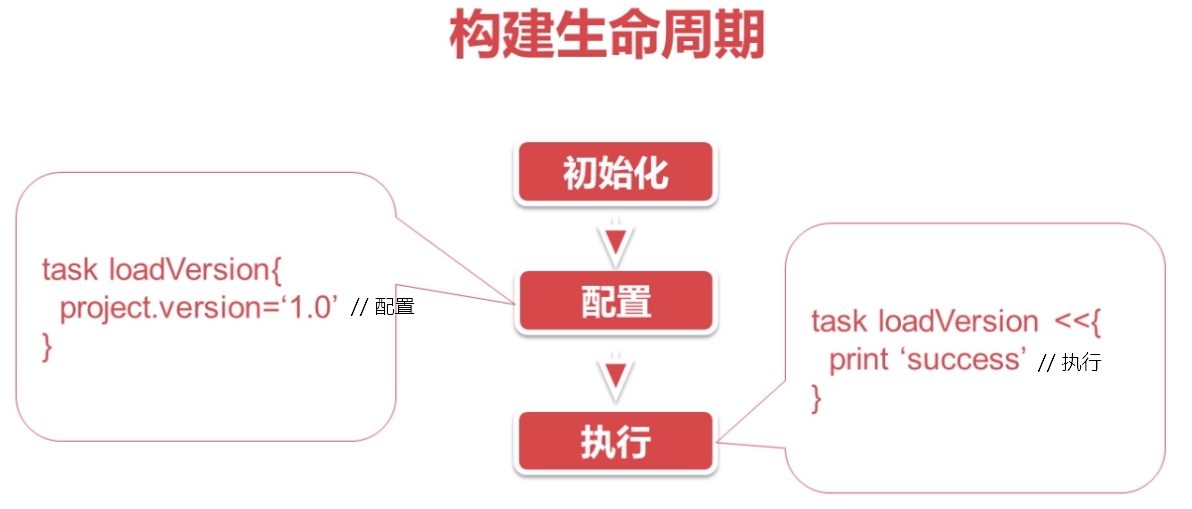 构建生命周期
初始化
task loadVersion{
project.version=‘1.0’ // 配置
}
配置
task loadVersion <<{
print ‘success’ // 执行
}
执行